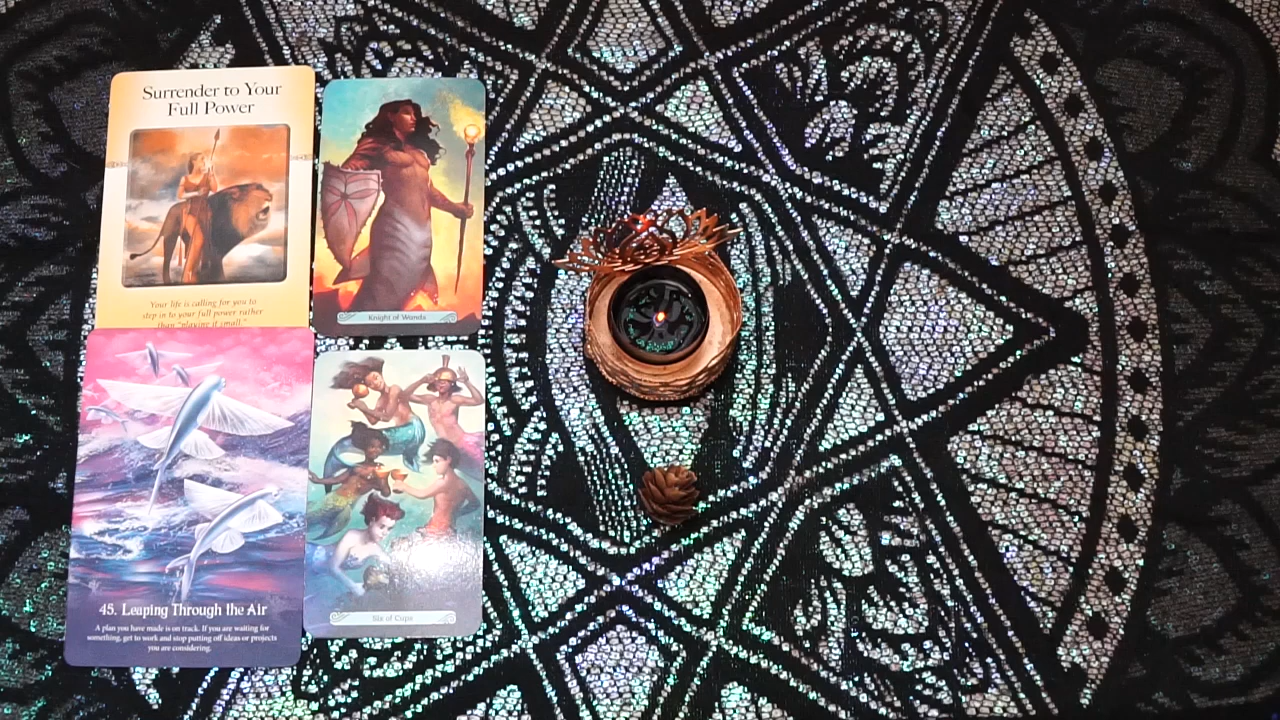 Surrender to Your
Full Power
Your life is calling for you to
step in to your full power rather
than "playing it small."
Knight of Wands
45. Leaping Through the Air
A plan you have made is on track. If you are waiting for
something, get to work and stop putting off ideas or projects
you are considering.
Six of Cups